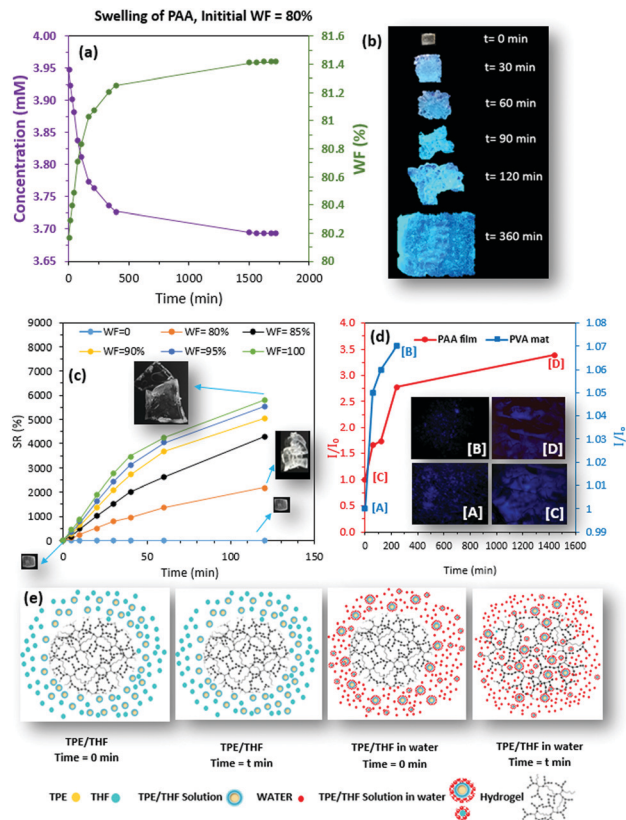 Swelling of PAA, Inititial WF = 80%
(a)
Concentration (mM)
4.00
3.95
3.90
3.85
3.80
3.75
3.70
3.65
81.6
81.4
81.2
81
80.8
80.6
80.4
80.2
80
WF (%)
0 500 1000 1500 2000
Time (min)
(b)
t= 0 min
t= 30 min
t= 60 min
t= 90 min
t= 120 min
t= 360 min
(c)
WF=0 WF= 80% WF= 85%
WF=90% WF=95% WF=100
SR (%)
9000
8000
7000
6000
5000
4000
3000
2000
1000
0
0 50 100 150
Time (min)
(d)
PAA film PVA mat
I/I₀
4.0
3.5
3.0
2.5
2.0
1.5
1.0
0.5
0.0
1.08
1.07
1.06
1.05
1.04
1.03
1.02
1.01
1
0.99
I/I₀
[B]
[D]
[C]
[A]
[B] [D]
[A] [C]
0 200 400 600 800 1000 1200 1400 1600
Time (min)
(e)
TPE/THF
Time = 0 min
TPE/THF
Time = t min
TPE/THF in water
Time = 0 min
TPE/THF in water
Time = t min
TPE THF TPE/THF Solution WATER TPE/THF Solution in water Hydrogel